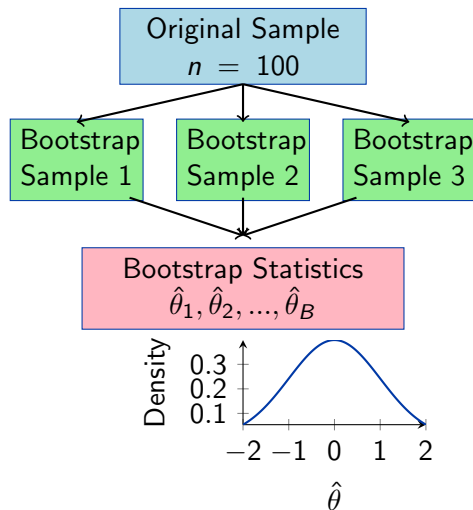 Original Sample
n = 100
Bootstrap Sample 1
Bootstrap Sample 2
Bootstrap Sample 3
Bootstrap Statistics
θ̂₁, θ̂₂, ..., θ̂_B
Density
0.3
0.2
0.1
−2 −1 0 1 2
θ̂